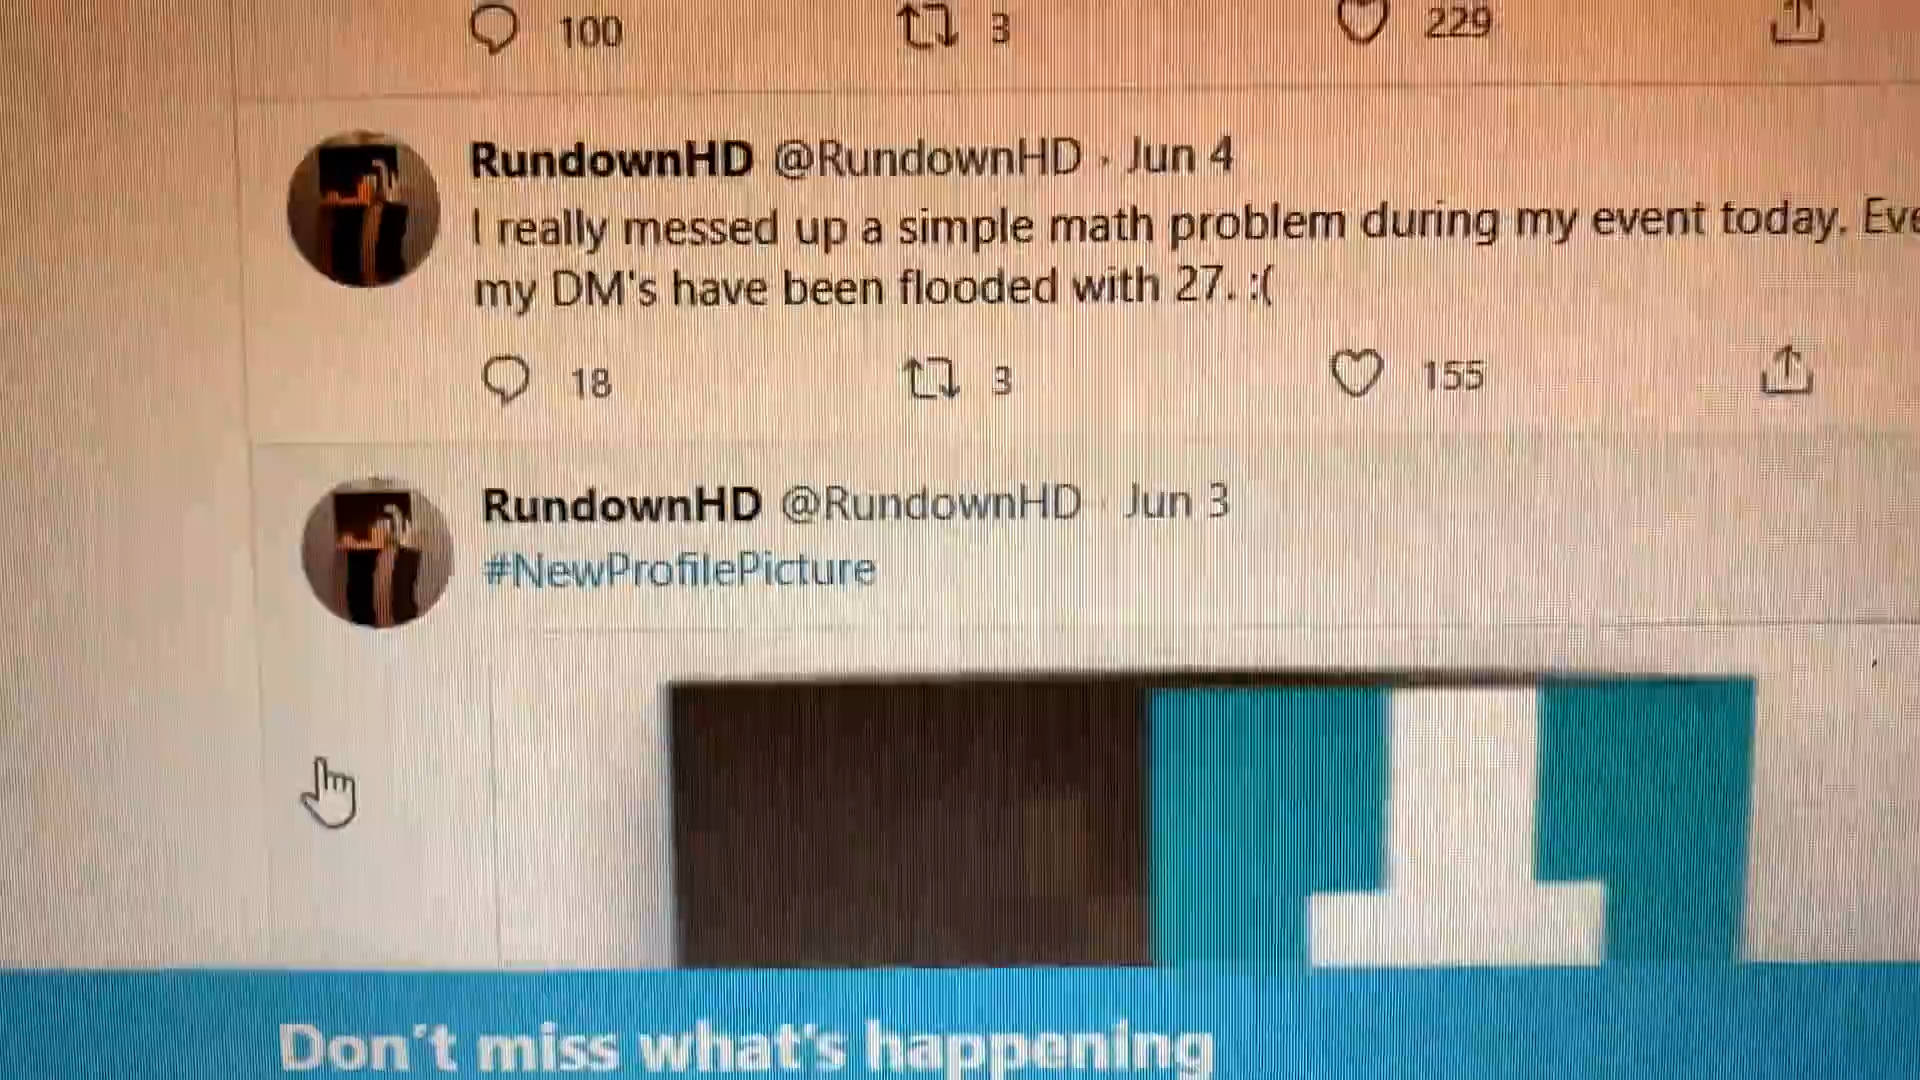 100 3 229
RundownHD @RundownHD · Jun 4
I really messed up a simple math problem during my event today.
my DM's have been flooded with 27. :(
18 3 155
RundownHD @RundownHD · Jun 3
#NewProfilePicture
Don't miss what's happening